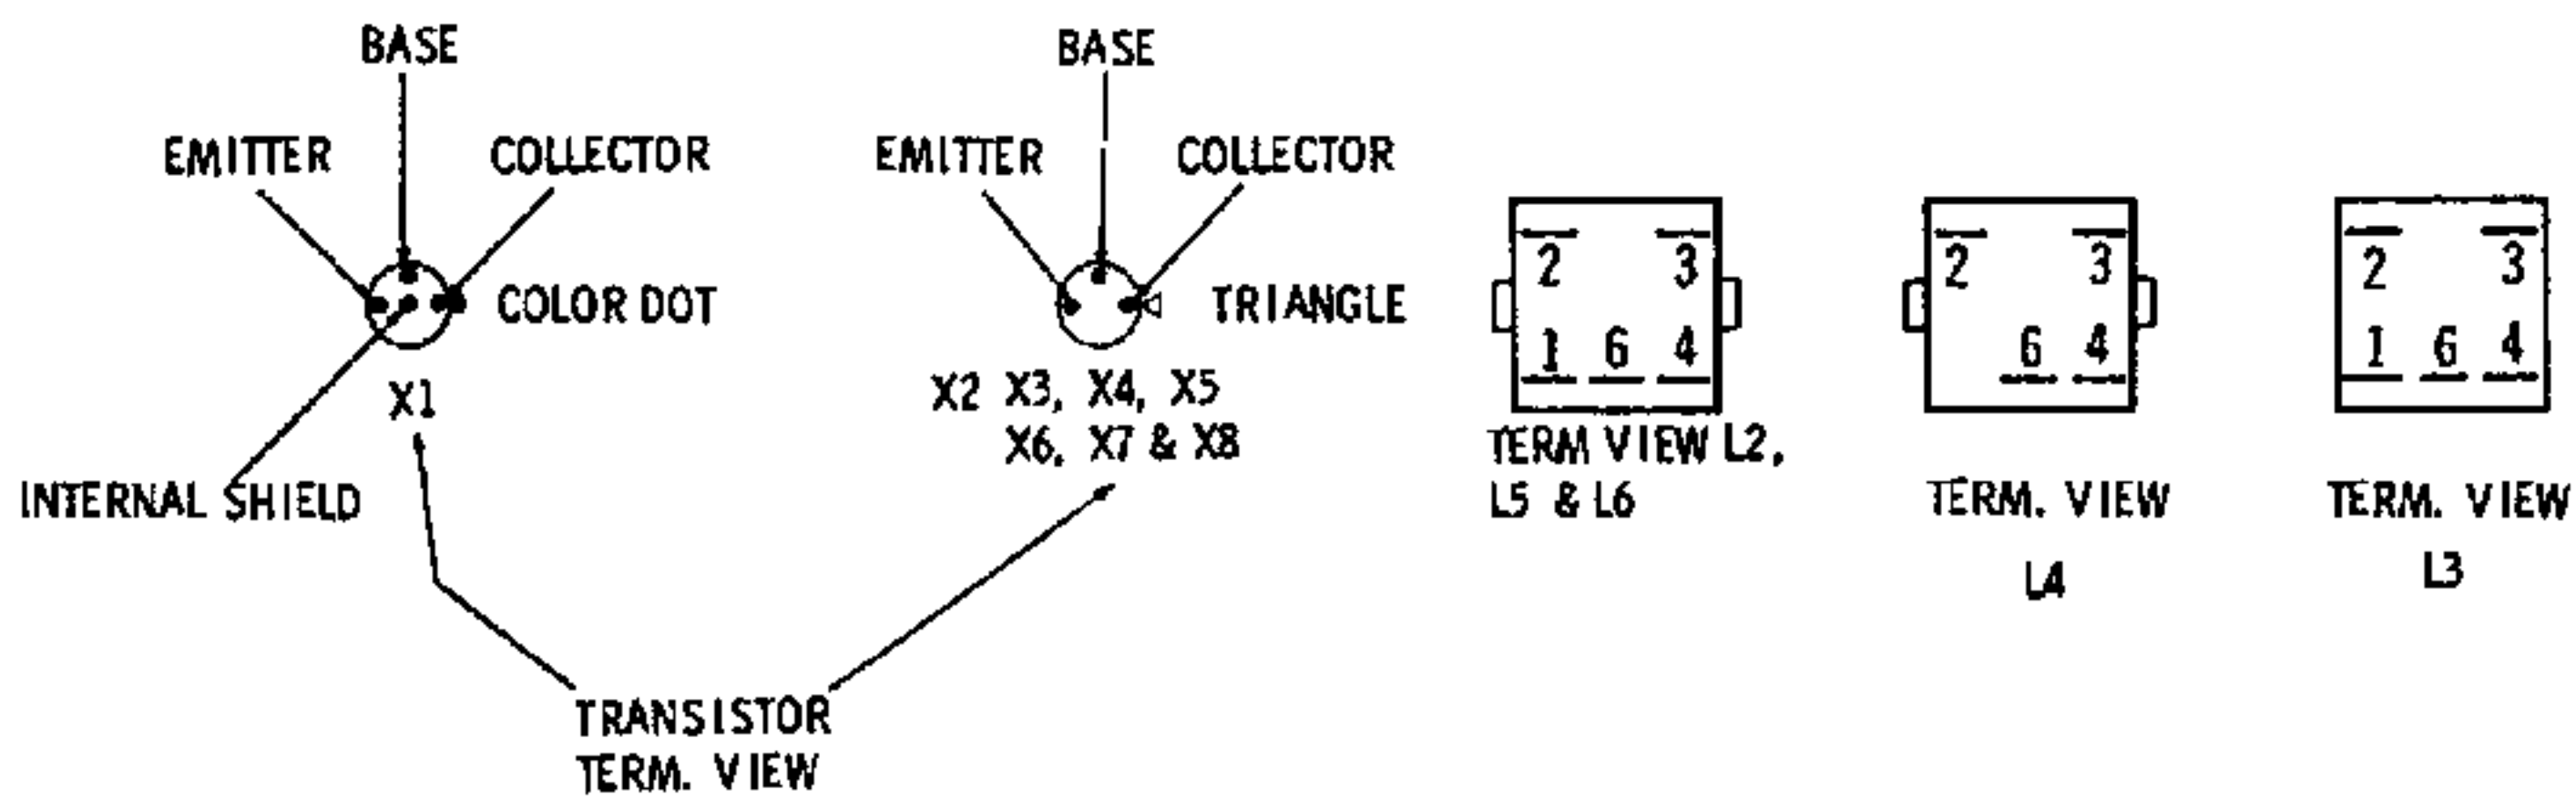 BASE
EMITTER
COLLECTOR
COLOR DOT
X1
INTERNAL SHIELD
BASE
EMITTER
COLLECTOR
TRIANGLE
X2 X3, X4, X5
X6, X7 & X8
TRANSISTOR
TERM. VIEW
2 3
1 6 4
TERM VIEW L2,
L5 & L6
2 3
6 4
TERM. VIEW
L4
2 3
1 6 4
TERM. VIEW
L3